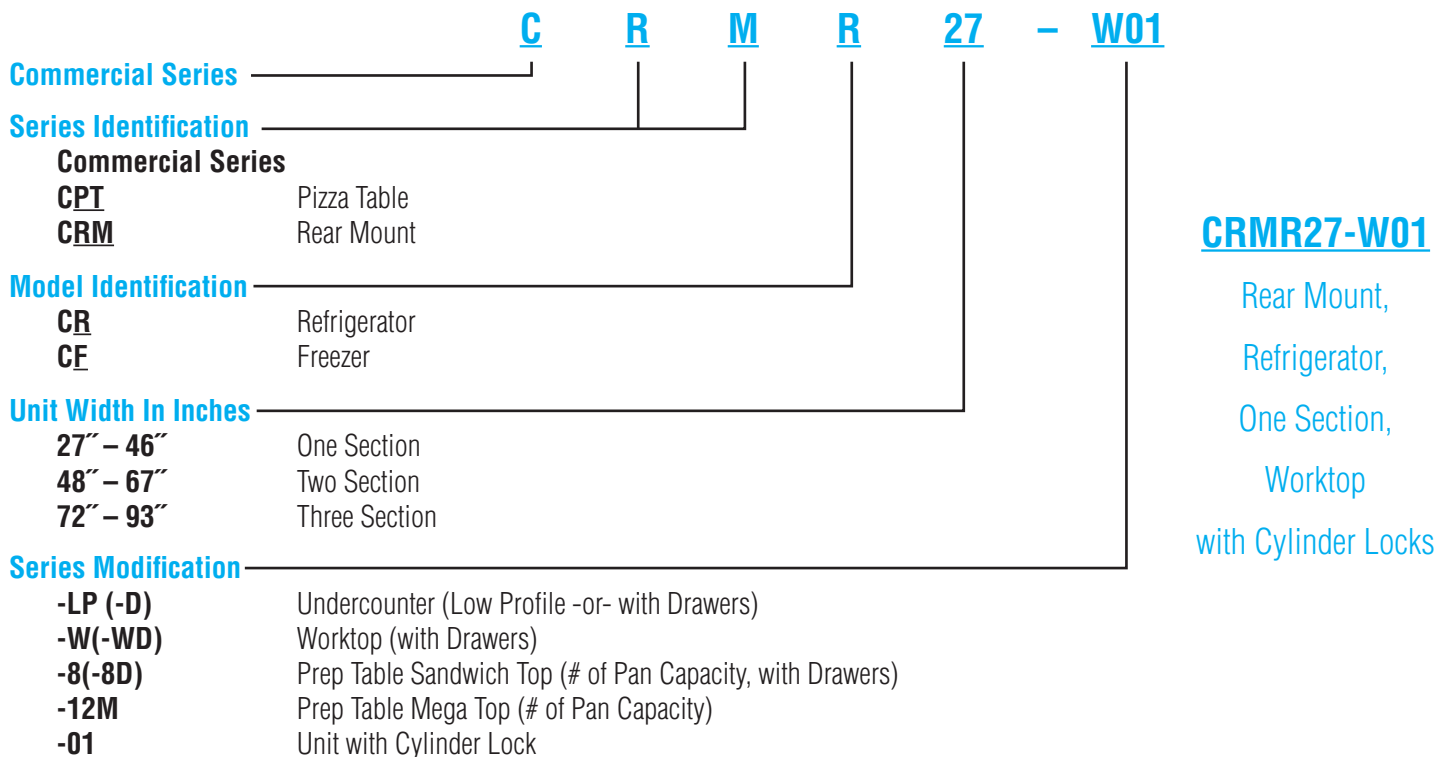 C R M R 27 – W01
Commercial Series
Series Identification
Commercial Series
CPT Pizza Table
CRM Rear Mount
Model Identification
CR Refrigerator
CF Freezer
Unit Width In Inches
27˝ – 46˝ One Section
48˝ – 67˝ Two Section
72˝ – 93˝ Three Section
Series Modification
-LP (-D) Undercounter (Low Profile -or- with Drawers)
-W(-WD) Worktop (with Drawers)
-8(-8D) Prep Table Sandwich Top (# of Pan Capacity, with Drawers)
-12M Prep Table Mega Top (# of Pan Capacity)
-01 Unit with Cylinder Lock
CRMR27-W01
Rear Mount,
Refrigerator,
One Section,
Worktop
with Cylinder Locks